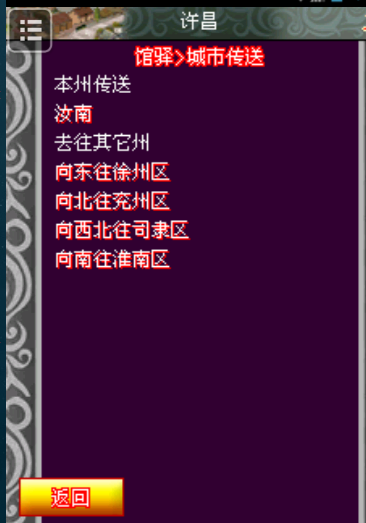 许昌
馆驿>城市传送
本州传送
汝南
去往其它州
向东往徐州区
向北往兖州区
向西北往司隶区
向南往淮南区
返回